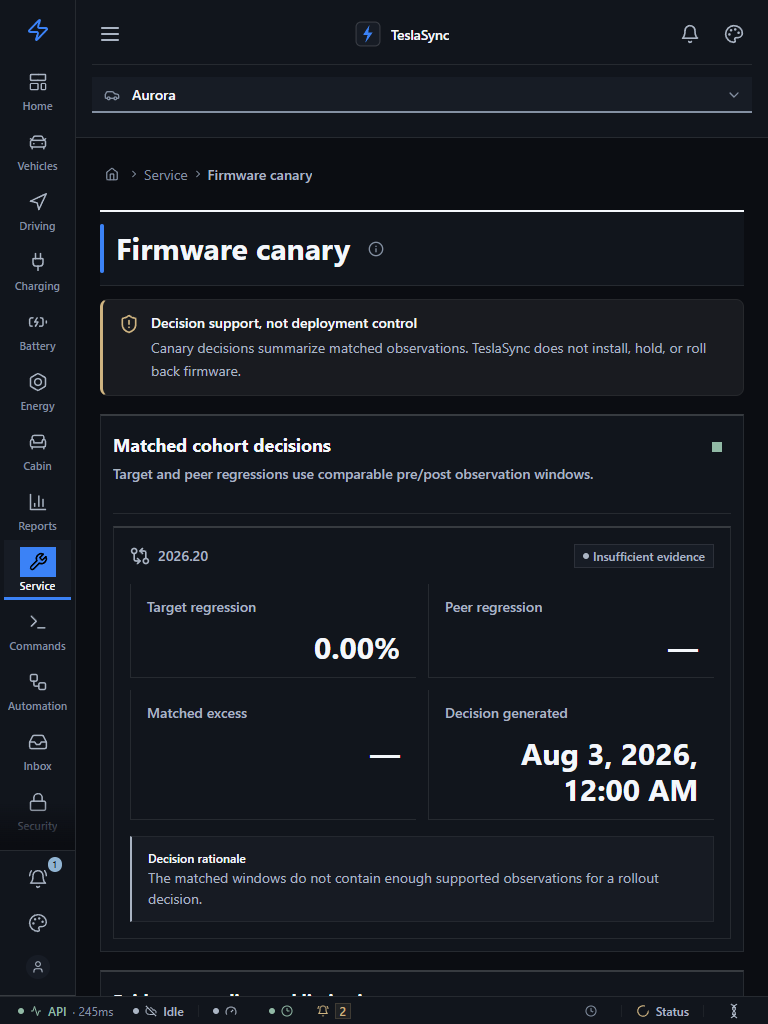 TeslaSync
Aurora
Home
Vehicles
Driving
Charging
Battery
Energy
Cabin
Reports
Service
Commands
Automation
Inbox
Security
1
Service
Firmware canary
Firmware canary
Decision support, not deployment control
Canary decisions summarize matched observations. TeslaSync does not install, hold, or roll
back firmware.
Matched cohort decisions
Target and peer regressions use comparable pre/post observation windows.
2026.20
Insufficient evidence
Target regression
0.00%
Peer regression
—
Matched excess
—
Decision generated
Aug 3, 2026,
12:00 AM
Decision rationale
The matched windows do not contain enough supported observations for a rollout
decision.
API · 245ms
Idle
2
Status